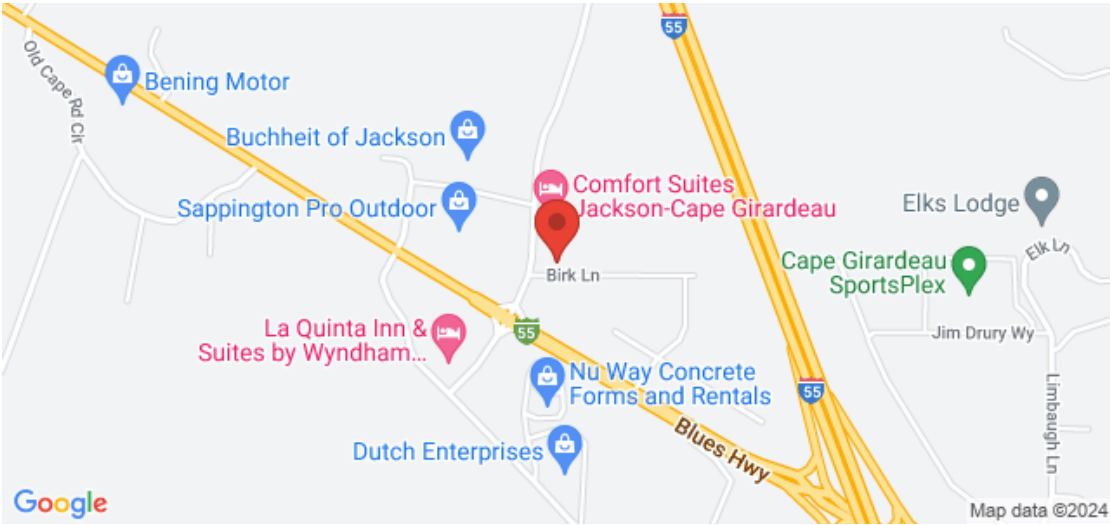 55
Old Cape Rd Cir
Bening Motor
Buchheit of Jackson
Comfort Suites
Jackson-Cape Girardeau
Sappington Pro Outdoor
Elks Lodge
Elk Ln
Cape Girardeau
SportsPlex
Birk Ln
La Quinta Inn &
Suites by Wyndham...
55
Jim Drury Wy
Nu Way Concrete
Forms and Rentals
55
Limbaugh Ln
Blues Hwy
Dutch Enterprises
Google
Map data ©2024